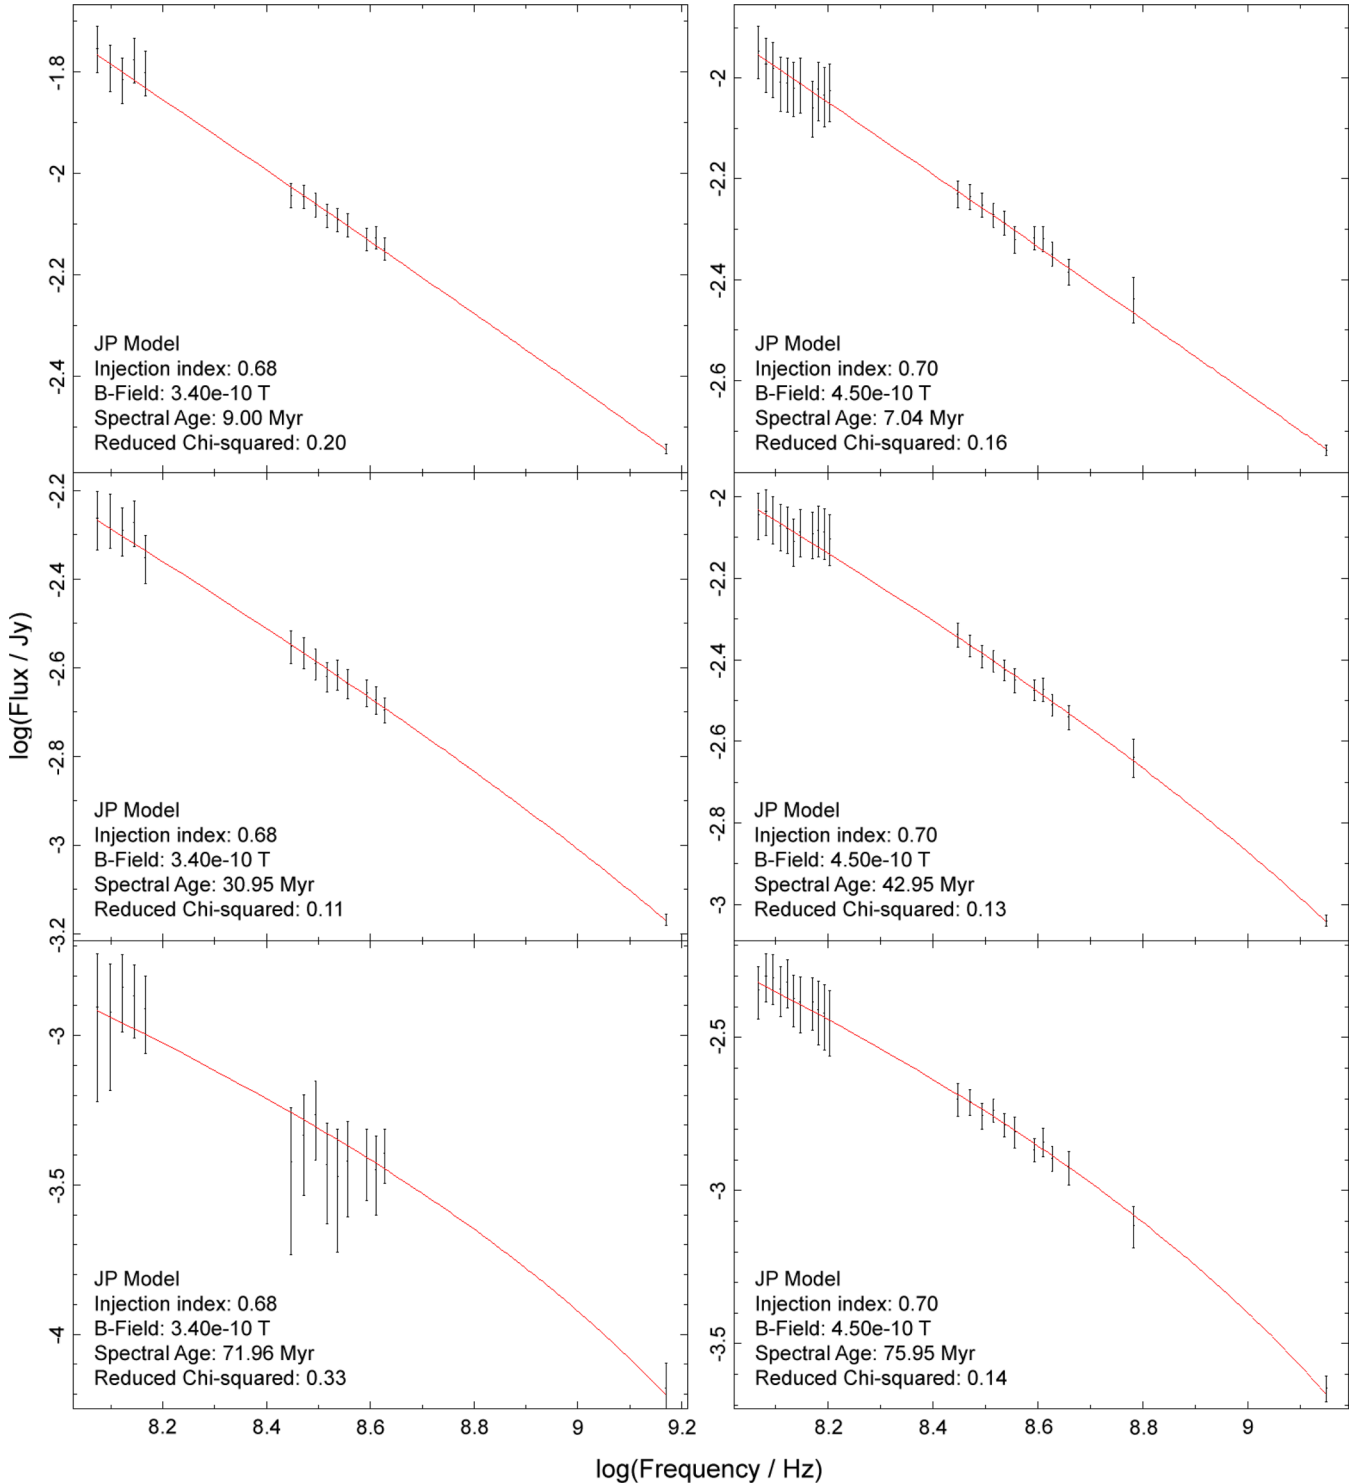 -1.8
-2
-2.2
-2.4
JP Model
Injection index: 0.68
B-Field: 3.40e-10 T
Spectral Age: 9.00 Myr
Reduced Chi-squared: 0.20
-2
-2.2
-2.4
-2.6
JP Model
Injection index: 0.70
B-Field: 4.50e-10 T
Spectral Age: 7.04 Myr
Reduced Chi-squared: 0.16
log(Flux / Jy)
-2.2
-2.4
-2.6
-2.8
-3
-3.2
JP Model
Injection index: 0.68
B-Field: 3.40e-10 T
Spectral Age: 30.95 Myr
Reduced Chi-squared: 0.11
-2
-2.2
-2.4
-2.6
-2.8
-3
JP Model
Injection index: 0.70
B-Field: 4.50e-10 T
Spectral Age: 42.95 Myr
Reduced Chi-squared: 0.13
-3
-3.5
-4
JP Model
Injection index: 0.68
B-Field: 3.40e-10 T
Spectral Age: 71.96 Myr
Reduced Chi-squared: 0.33
8.2 8.4 8.6 8.8 9 9.2
-2.5
-3
-3.5
JP Model
Injection index: 0.70
B-Field: 4.50e-10 T
Spectral Age: 75.95 Myr
Reduced Chi-squared: 0.14
8.2 8.4 8.6 8.8 9
log(Frequency / Hz)